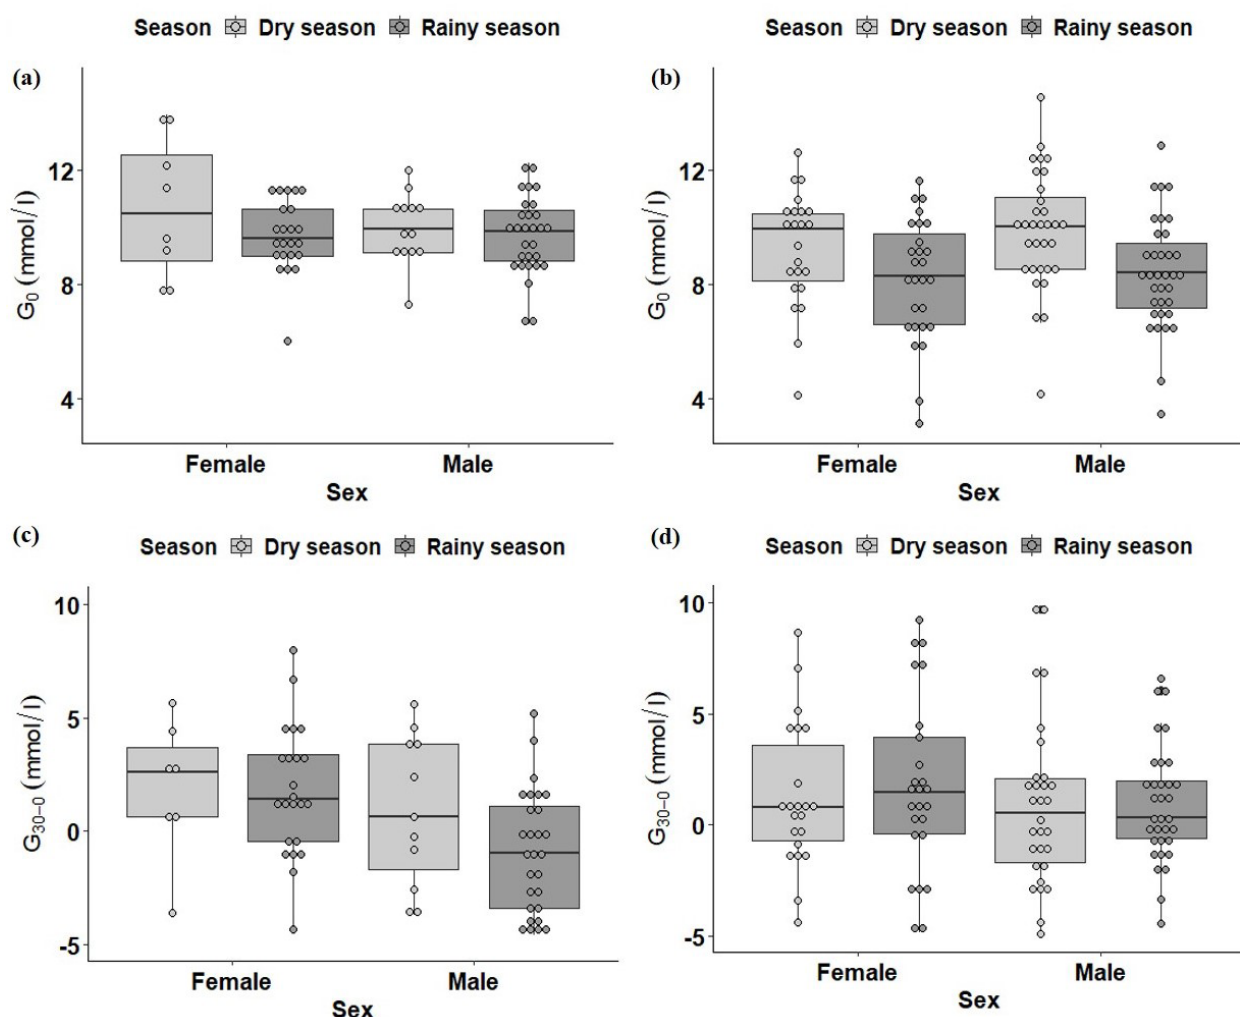 Season Dry season Rainy season
(a)
12
8
4
G0 (mmol/l)
Female Male
Sex
Season Dry season Rainy season
(b)
12
8
4
G0 (mmol/l)
Female Male
Sex
(c)
Season Dry season Rainy season
10
5
0
-5
G30−0 (mmol/l)
Female Male
Sex
(d)
Season Dry season Rainy season
10
5
0
-5
G30−0 (mmol/l)
Female Male
Sex